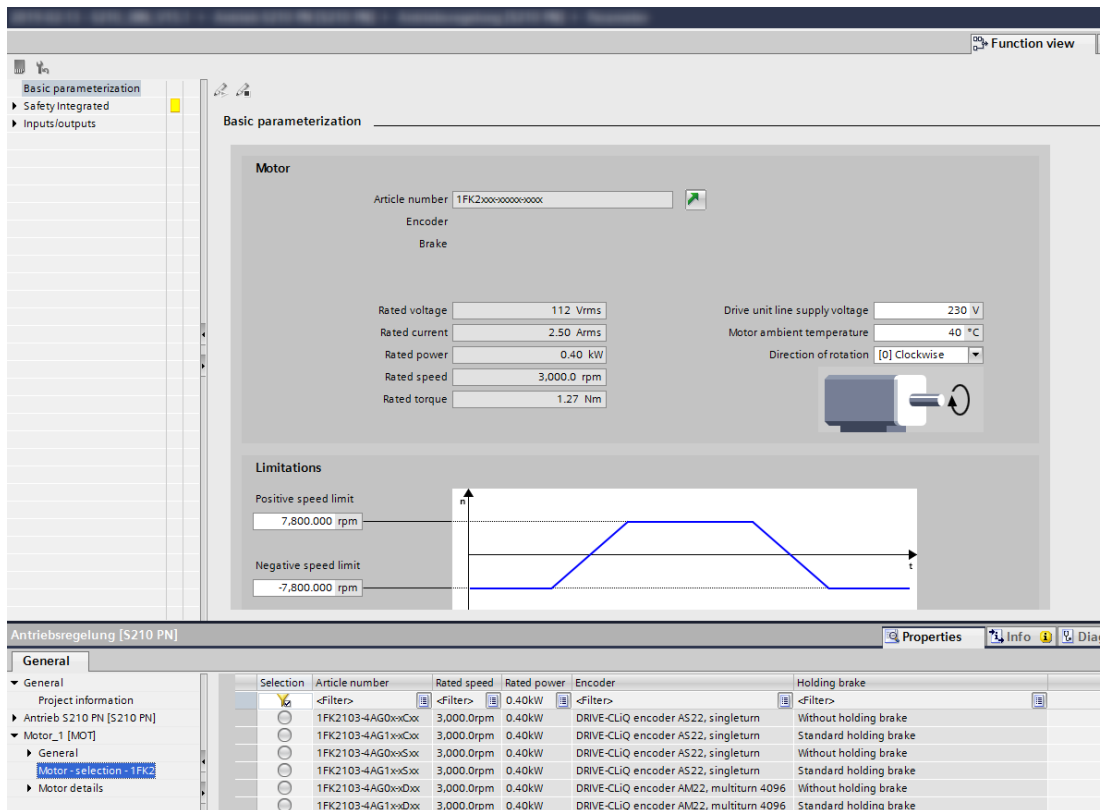 Function view
Basic parameterization
Safety Integrated
Inputs/outputs
Basic parameterization
Motor
Article number 1FK2xxx-xxxxx-xxxx
Encoder
Brake
Rated voltage 112 Vrms
Drive unit line supply voltage 230 V
Rated current 2.50 Arms
Motor ambient temperature 40 °C
Rated power 0.40 kW
Direction of rotation [0] Clockwise
Rated speed 3,000.0 rpm
Rated torque 1.27 Nm
Limitations
Positive speed limit
n
7,800.000 rpm
t
Negative speed limit
-7,800.000 rpm
Antriebsregelung [S210 PN]
Properties Info
General
General
Project information
Antrieb S210 PN [S210 PN]
Motor_1 [MOT]
General
Motor - selection - 1FK2
Motor details
Selection Article number Rated speed Rated power Encoder Holding brake
<Filter> <Filter> 0.40kW <Filter> <Filter>
1FK2103-4AG0x-xCxx 3,000.0rpm 0.40kW DRIVE-CLiQ encoder AS22, singleturn Without holding brake
1FK2103-4AG1x-xCxx 3,000.0rpm 0.40kW DRIVE-CLiQ encoder AS22, singleturn Standard holding brake
1FK2103-4AG0x-xSxx 3,000.0rpm 0.40kW DRIVE-CLiQ encoder AS22, singleturn Without holding brake
1FK2103-4AG1x-xSxx 3,000.0rpm 0.40kW DRIVE-CLiQ encoder AS22, singleturn Standard holding brake
1FK2103-4AG0x-xDxx 3,000.0rpm 0.40kW DRIVE-CLiQ encoder AM22, multiturn 4096 Without holding brake
1FK2103-4AG1x-xDxx 3,000.0rpm 0.40kW DRIVE-CLiQ encoder AM22, multiturn 4096 Standard holding brake